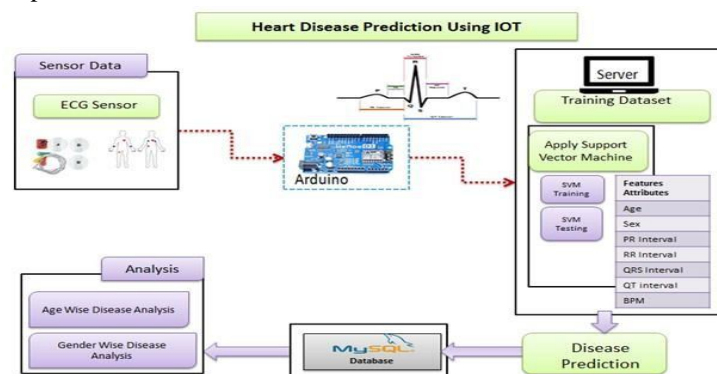 Heart Disease Prediction Using IOT
Sensor Data
ECG Sensor
Arduino
P
R
Q
S
T
Server
Training Dataset
Apply Support
Vector Machine
SVM
Training
SVM
Testing
Features
Attributes
Age
Sex
PR Interval
RR Interval
QRS Interval
QT interval
BPM
Disease
Prediction
MySQL
Database
Analysis
Age Wise Disease Analysis
Gender Wise Disease
Analysis